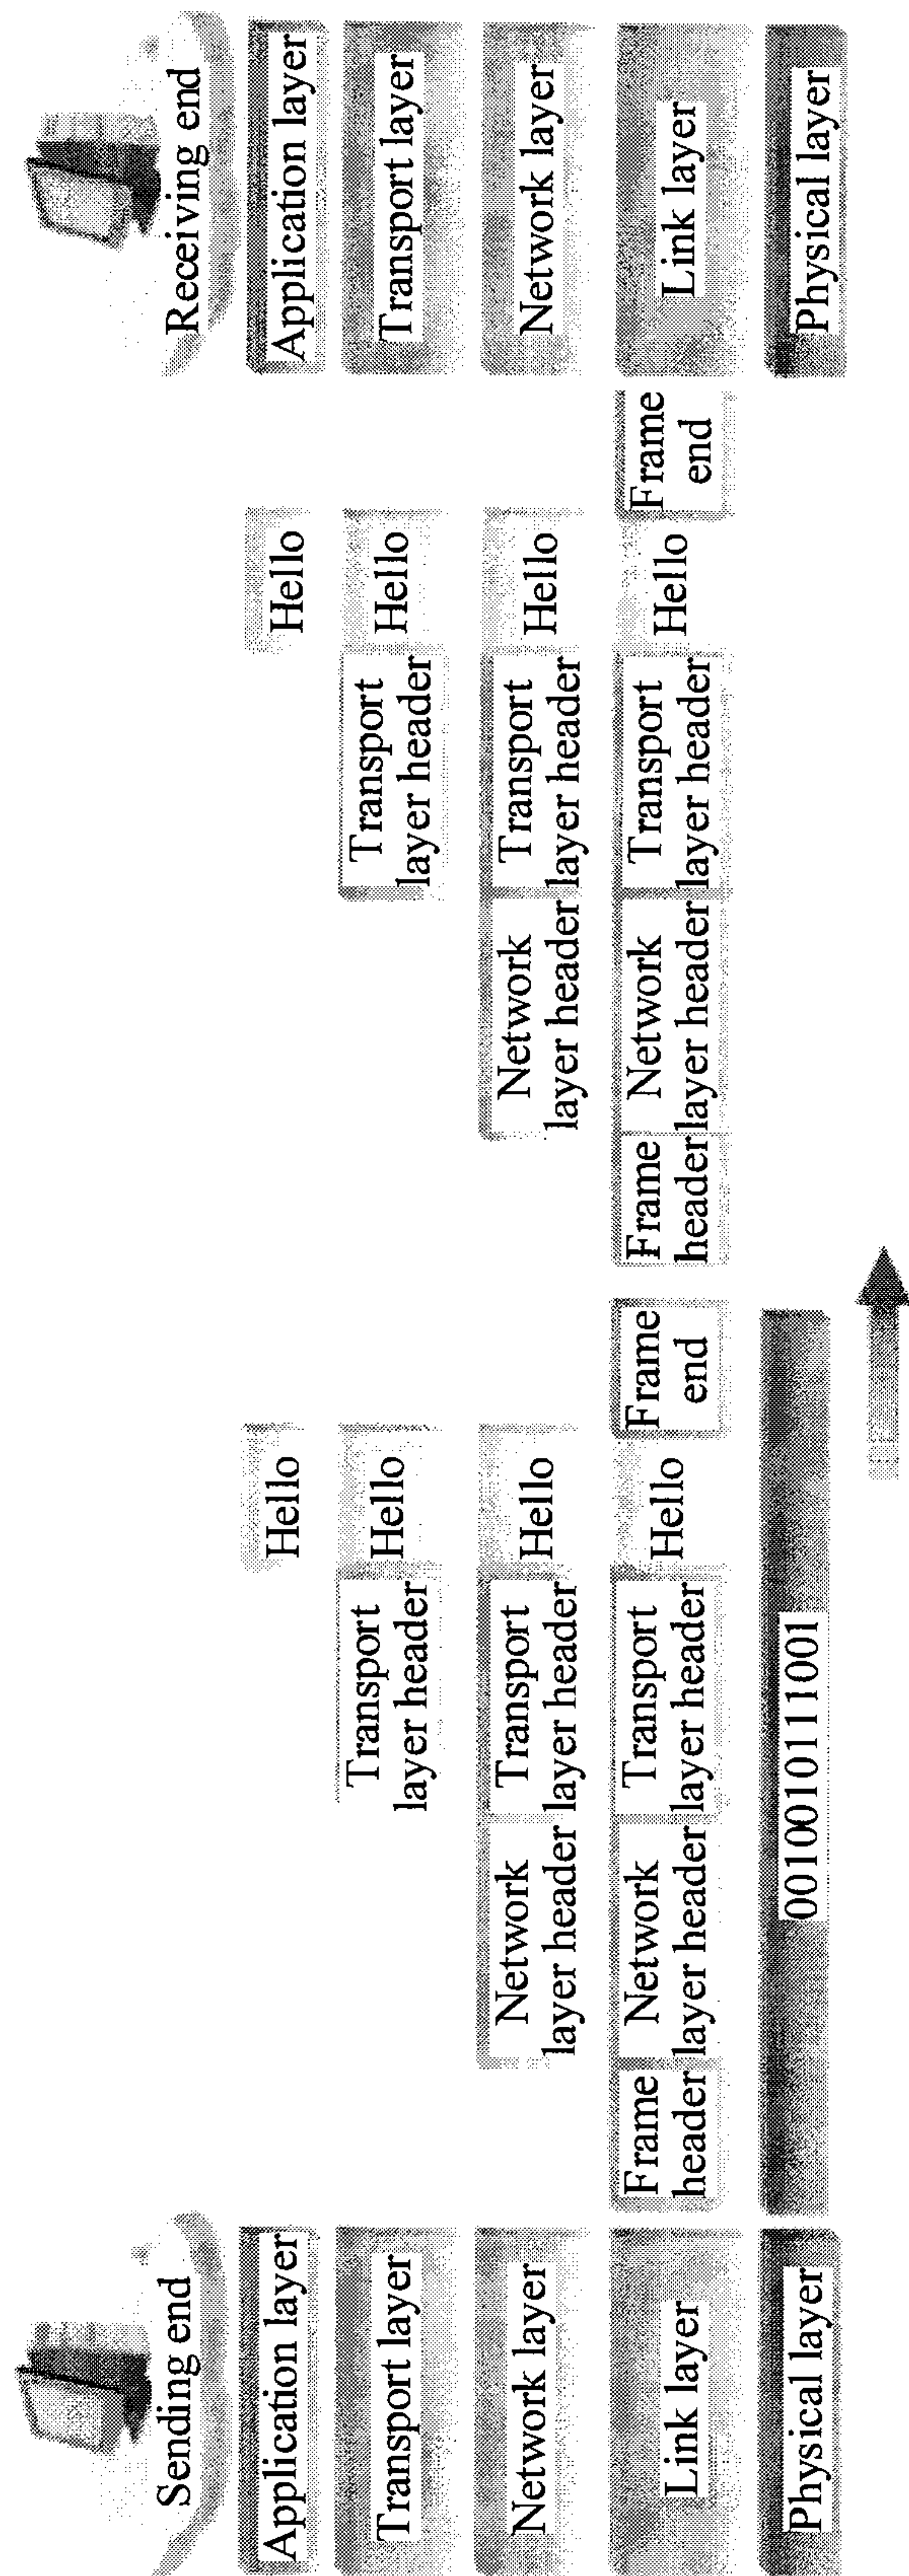 Sending end
Receiving end
Application layer
Hello
Hello
Application layer
Transport layer
Transport
layer header
Hello
Transport
layer header
Hello
Transport layer
Network layer
Network
layer header
Transport
layer header
Hello
Network
layer header
Transport
layer header
Hello
Network layer
Link layer
Frame
header
Network
layer header
Transport
layer header
Hello
Frame
end
Frame
header
Network
layer header
Transport
layer header
Hello
Frame
end
Link layer
Physical layer
001001011001
Physical layer